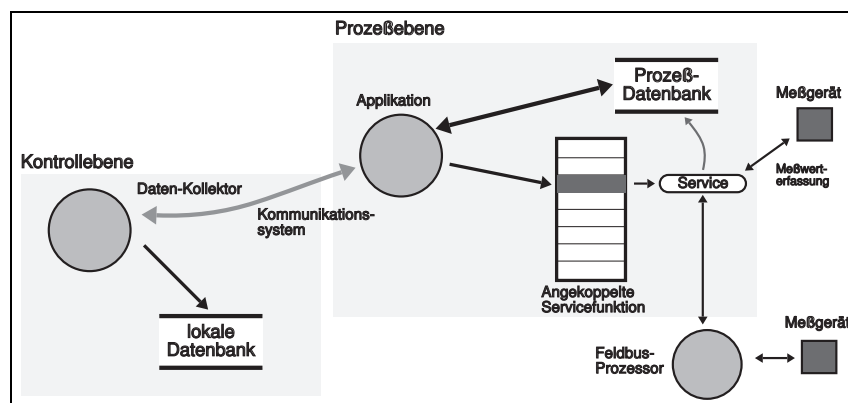 Prozeßebene
Applikation
Prozeß-
Datenbank
Meßgerät
Kontrollebene
Daten-Kollektor
Kommunikations-
system
Service
Meßwert-
erfassung
Angekoppelte
Servicefunktion
lokale
Datenbank
Feldbus-
Prozessor
Meßgerät